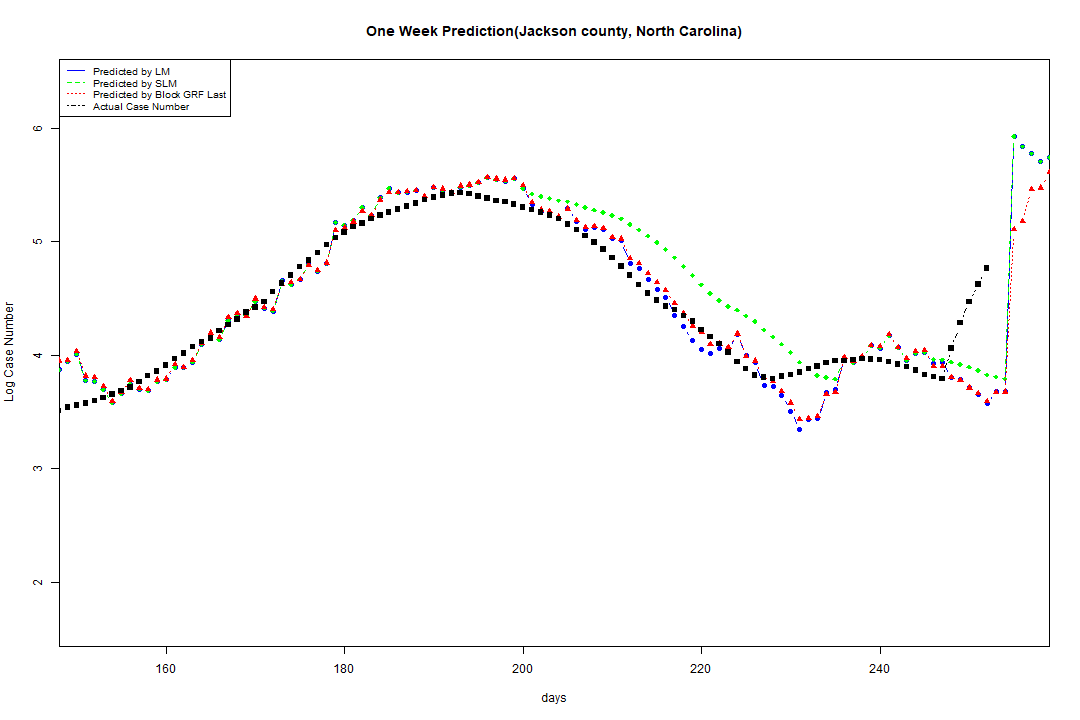 One Week Prediction(Jackson county, North Carolina)
Predicted by LM
Predicted by SLM
Predicted by Block GRF Last
Actual Case Number
Log Case Number
6
5
4
3
2
160 180 200 220 240
days